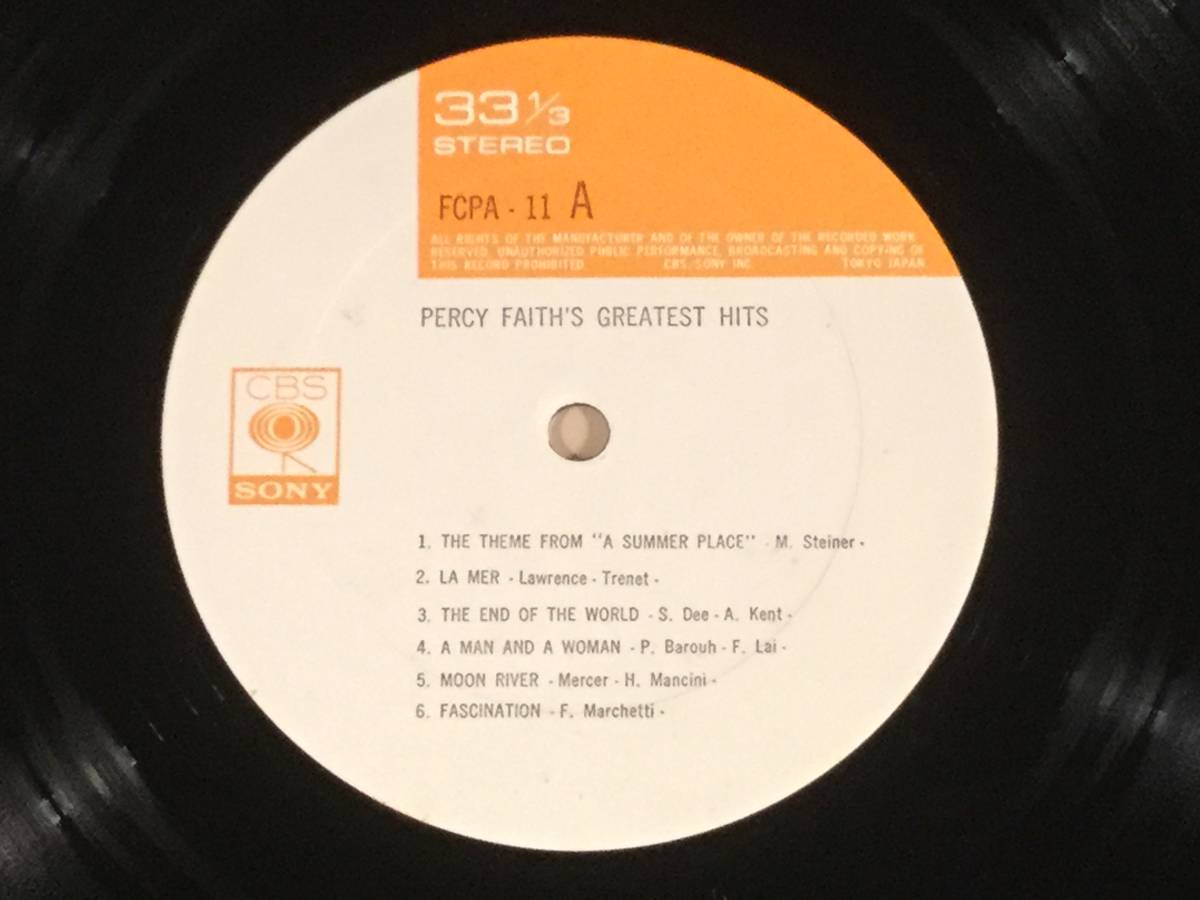 33 1/3
STEREO
FCPA - 11 A
ALL RIGHTS OF THE MANUFACTURER AND OF THE OWNER OF THE RECORDED WORK
RESERVED. UNAUTHORIZED PUBLIC PERFORMANCE, BROADCASTING AND COPYING OF
THIS RECORD PROHIBITED CBS/SONY INC. TOKYO JAPAN
PERCY FAITH'S GREATEST HITS
CBS
SONY
1. THE THEME FROM "A SUMMER PLACE" - M. Steiner -
2. LA MER - Lawrence - Trenet -
3. THE END OF THE WORLD - S. Dee - A. Kent -
4. A MAN AND A WOMAN - P. Barouh - F. Lai -
5. MOON RIVER - Mercer - H. Mancini -
6. FASCINATION - F. Marchetti -